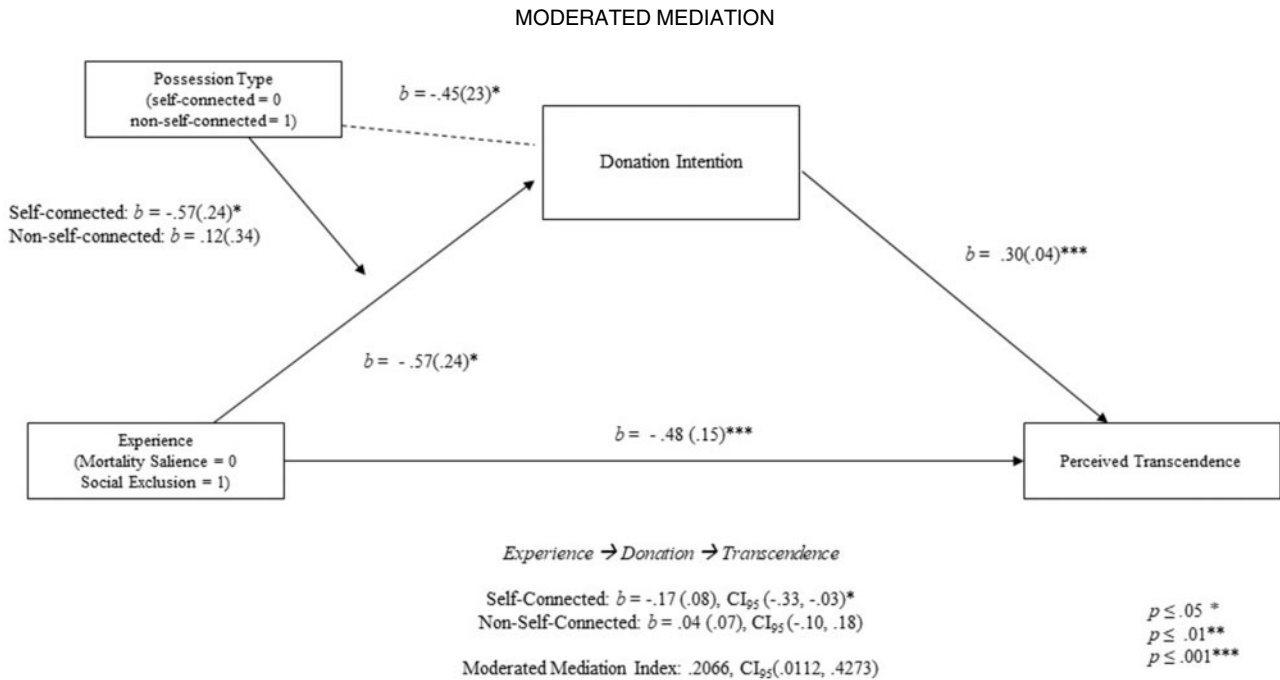 MODERATED MEDIATION
Possession Type
(self-connected = 0
non-self-connected = 1)
b = -.45(23)*
Donation Intention
Self-connected: b = -.57(.24)*
Non-self-connected: b = .12(.34)
b = .30(.04)***
b = - .57(.24)*
Experience
(Mortality Salience = 0
Social Exclusion = 1)
b = - .48 (.15)***
Perceived Transcendence
Experience → Donation → Transcendence
Self-Connected: b = -.17 (.08), CI95 (-.33, -.03)*
Non-Self-Connected: b = .04 (.07), CI95 (-.10, .18)
Moderated Mediation Index: .2066, CI95(.0112, .4273)
p ≤ .05 *
p ≤ .01**
p ≤ .001***